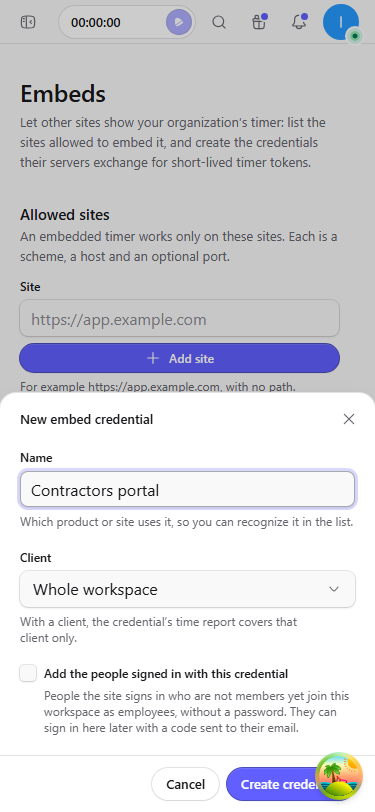 00:00:00
I
Embeds
Let other sites show your organization's timer: list the
sites allowed to embed it, and create the credentials
their servers exchange for short-lived timer tokens.
Allowed sites
An embedded timer works only on these sites. Each is a
scheme, a host and an optional port.
Site
https://app.example.com
Add site
For example https://app.example.com, with no path.
New embed credential
Name
Contractors portal
Which product or site uses it, so you can recognize it in the list.
Client
Whole workspace
With a client, the credential's time report covers that
client only.
Add the people signed in with this credential
People the site signs in who are not members yet join this
workspace as employees, without a password. They can
sign in here later with a code sent to their email.
Cancel
Create